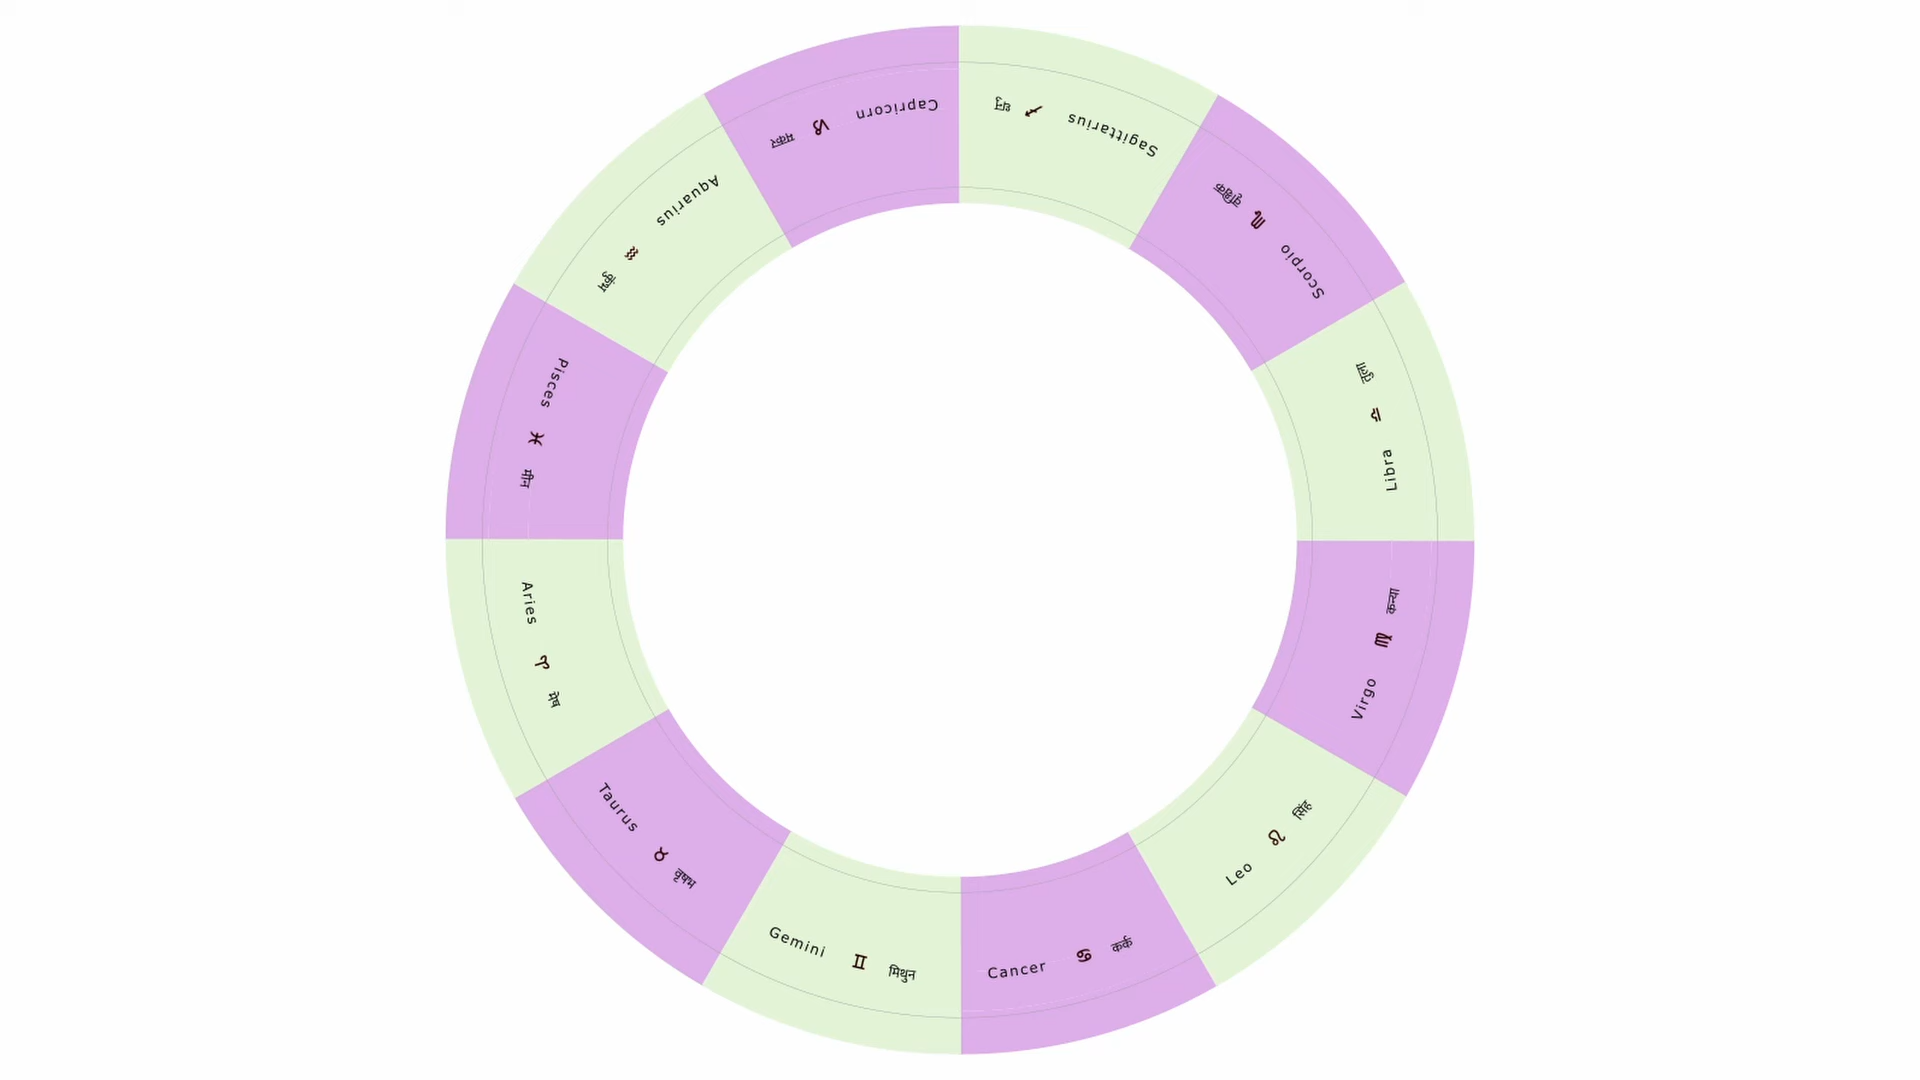 Aries ♈ मेष
Taurus ♉ वृषभ
Gemini ♊ मिथुन
Cancer ♋ कर्क
Leo ♌ सिंह
Virgo ♍ कन्या
Libra ♎ तुला
Scorpio ♏ वृश्चिक
Sagittarius ♐ धनु
Capricorn ♑ मकर
Aquarius ♒ कुंभ
Pisces ♓ मीन